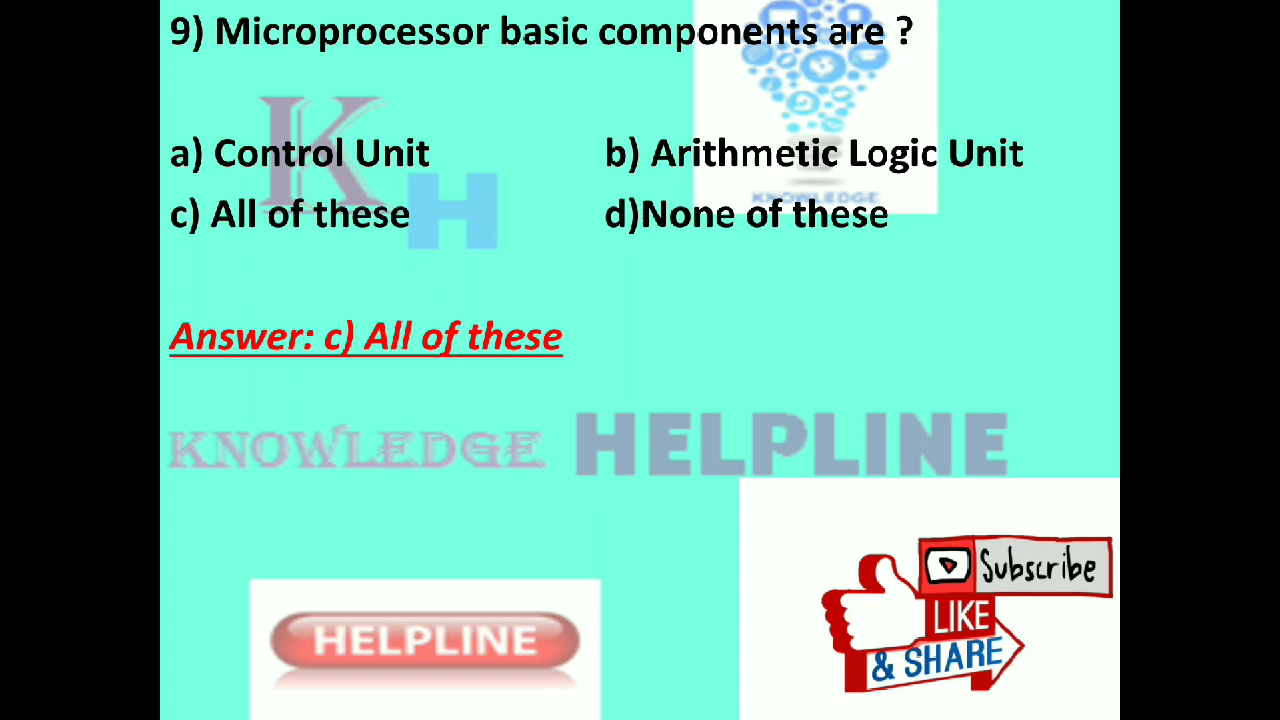 9) Microprocessor basic components are ?
a) Control Unit b) Arithmetic Logic Unit
c) All of these d)None of these
KNOWLEDGE
K
H
Answer: c) All of these
KNOWLEDGE HELPLINE
Subscribe
LIKE
& SHARE
HELPLINE